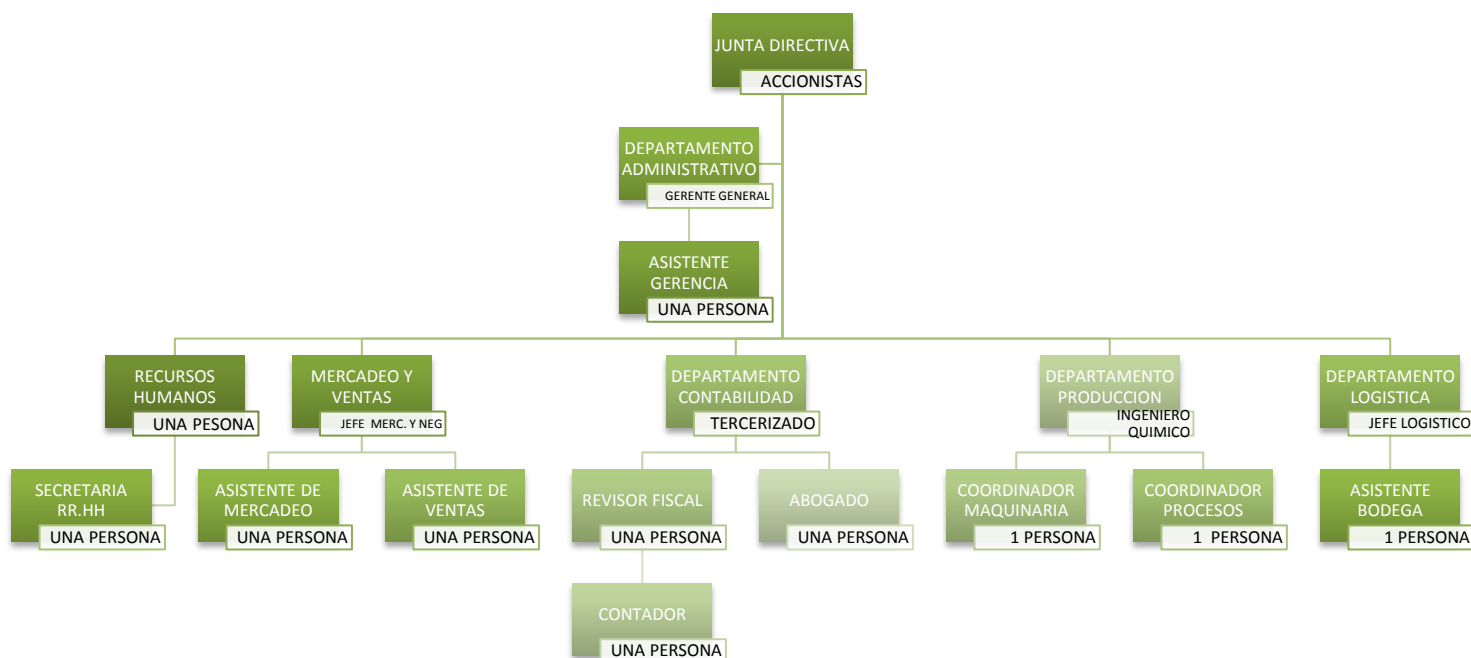 JUNTA DIRECTIVA
ACCIONISTAS
DEPARTAMENTO
ADMINISTRATIVO
GERENTE GENERAL
ASISTENTE
GERENCIA
UNA PERSONA
RECURSOS
HUMANOS
UNA PESONA
MERCADEO Y
VENTAS
JEFE MERC. Y NEG
DEPARTAMENTO
CONTABILIDAD
TERCERIZADO
DEPARTAMENTO
PRODUCCION
INGENIERO
QUIMICO
DEPARTAMENTO
LOGISTICA
JEFE LOGISTICO
SECRETARIA
RR.HH
UNA PERSONA
ASISTENTE DE
MERCADEO
UNA PERSONA
ASISTENTE DE
VENTAS
UNA PERSONA
REVISOR FISCAL
UNA PERSONA
ABOGADO
UNA PERSONA
COORDINADOR
MAQUINARIA
1 PERSONA
COORDINADOR
PROCESOS
1 PERSONA
ASISTENTE
BODEGA
1 PERSONA
CONTADOR
UNA PERSONA